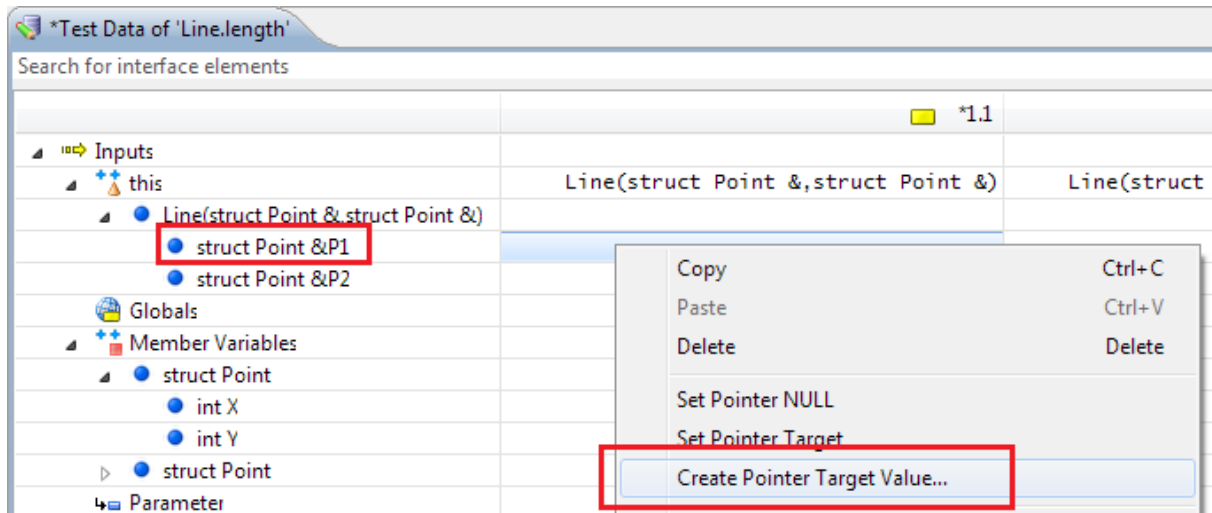 *Test Data of 'Line.length'
Search for interface elements
*1.1
Inputs
this Line(struct Point &,struct Point &) Line(struct
Line(struct Point &,struct Point &)
struct Point &P1
struct Point &P2
Globals
Member Variables
struct Point
int X
int Y
struct Point
Parameter
Copy Ctrl+C
Paste Ctrl+V
Delete Delete
Set Pointer NULL
Set Pointer Target
Create Pointer Target Value...